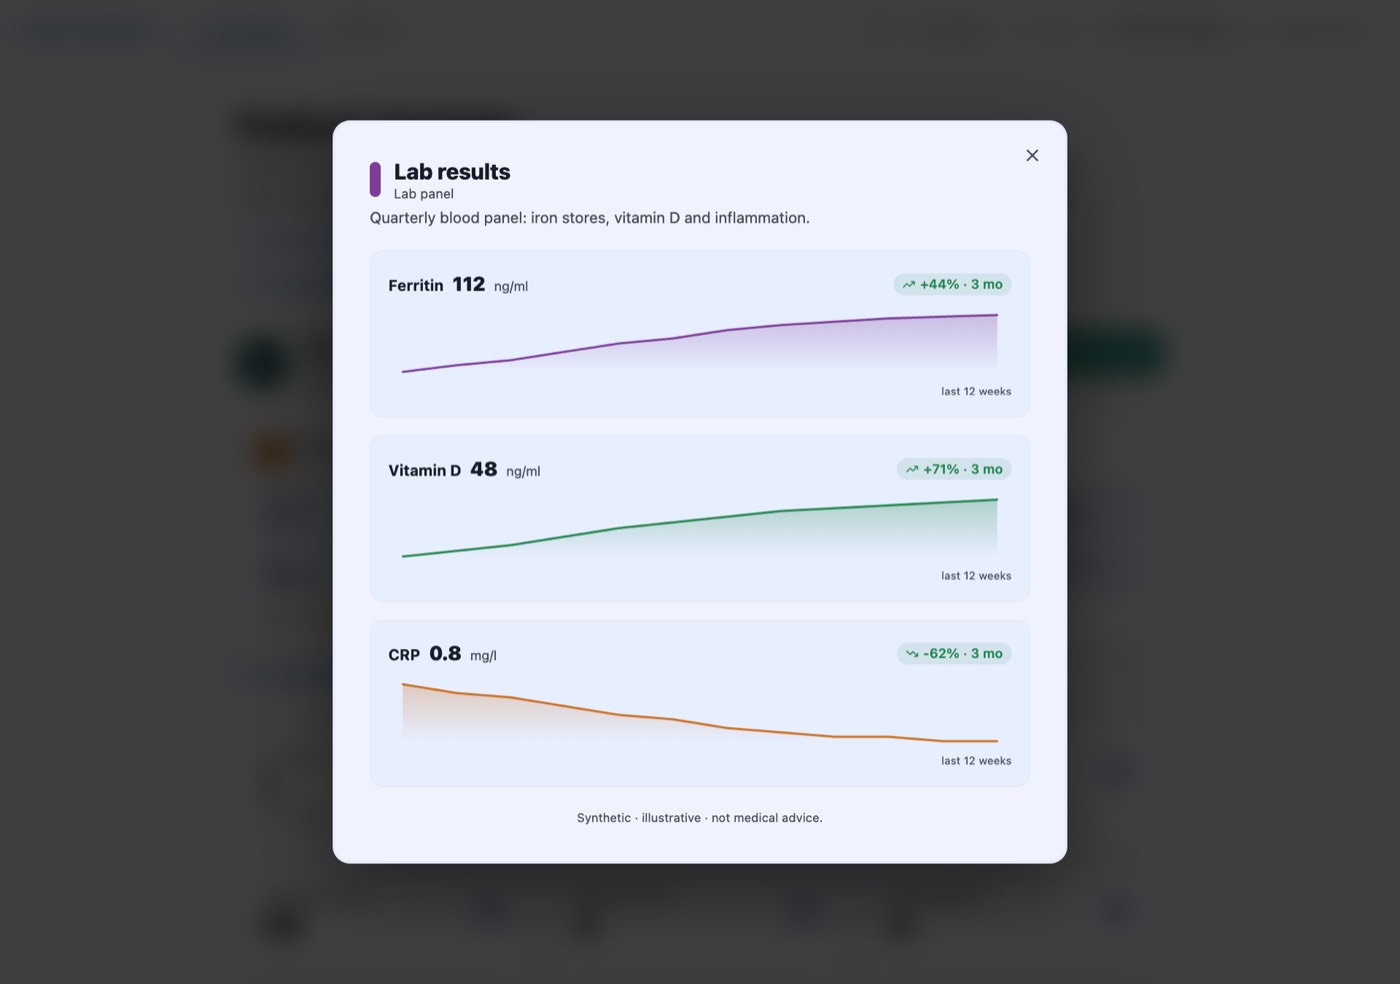 Lab results
Lab panel
Quarterly blood panel: iron stores, vitamin D and inflammation.
Ferritin 112 ng/ml +44% · 3 mo
last 12 weeks
Vitamin D 48 ng/ml +71% · 3 mo
last 12 weeks
CRP 0.8 mg/l -62% · 3 mo
last 12 weeks
Synthetic · illustrative · not medical advice.